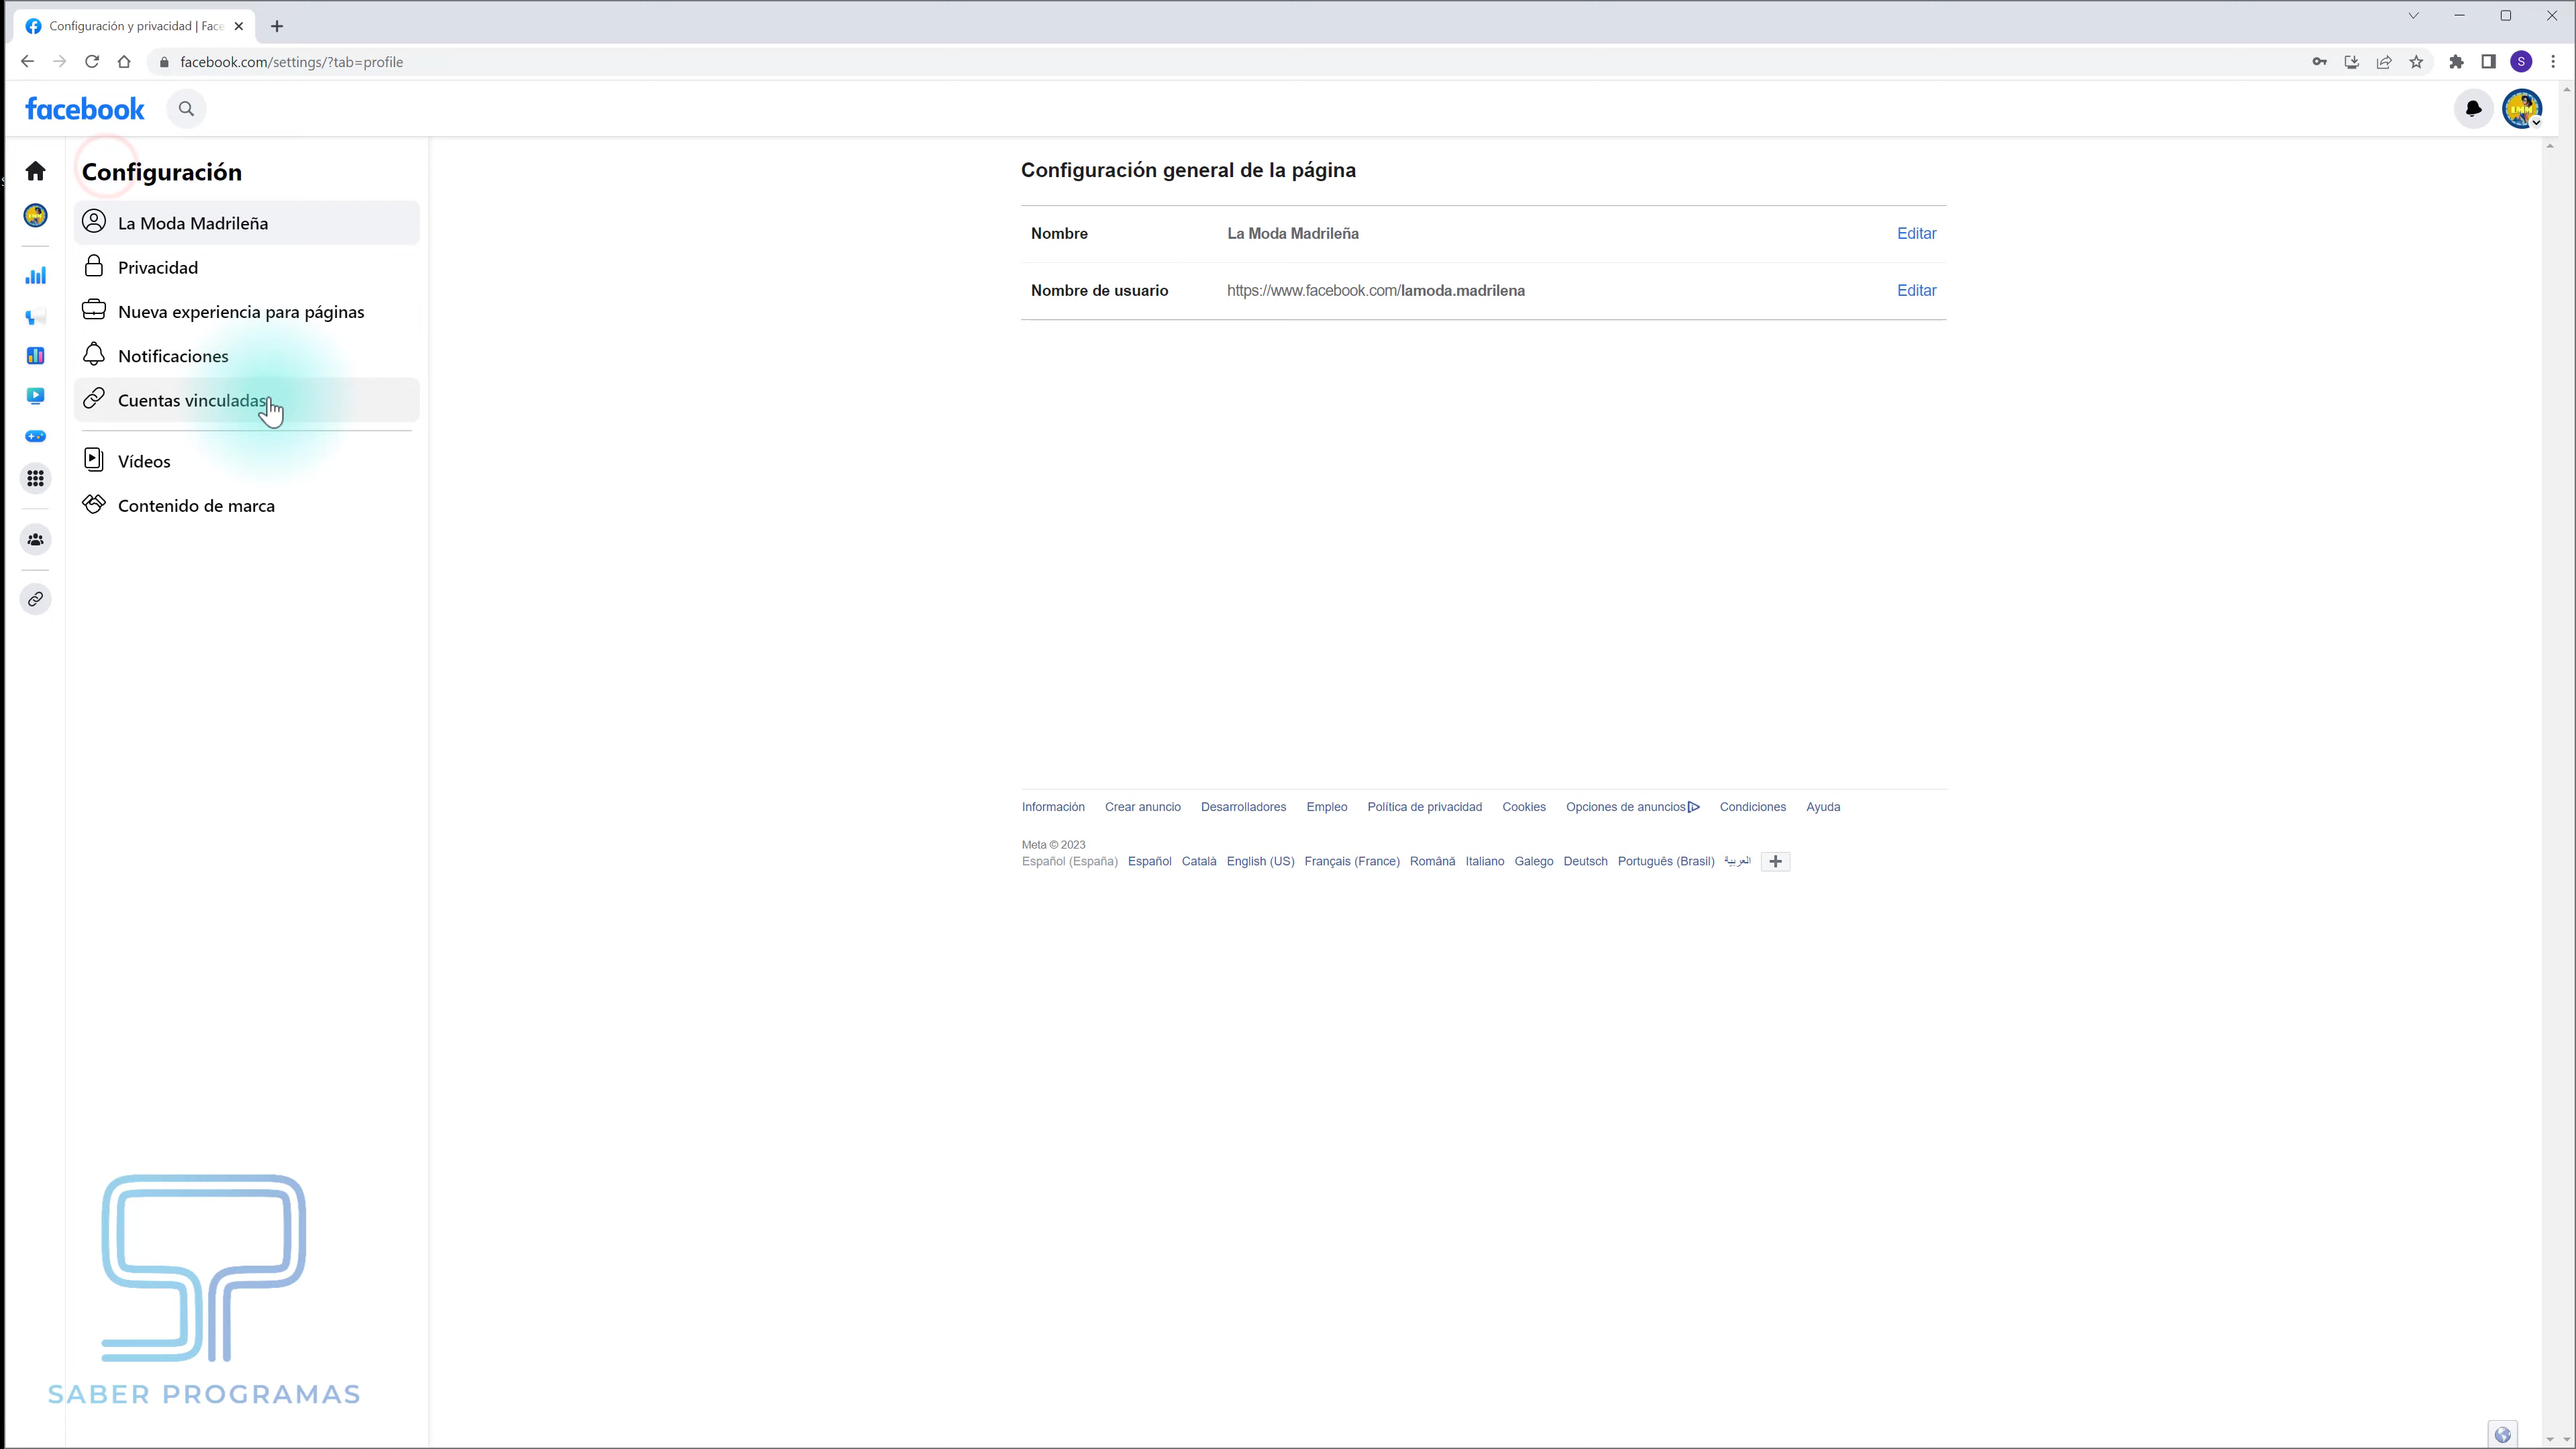 Configuración y privacidad | Face
facebook.com/settings/?tab=profile
S
facebook
Configuración
La Moda Madrileña
Privacidad
Nueva experiencia para páginas
Notificaciones
Cuentas vinculadas
Vídeos
Contenido de marca
Configuración general de la página
Nombre La Moda Madrileña Editar
Nombre de usuario https://www.facebook.com/lamoda.madrilena Editar
Información Crear anuncio Desarrolladores Empleo Política de privacidad Cookies Opciones de anuncios Condiciones Ayuda
Meta © 2023
Español (España) Español Català English (US) Français (France) Română Italiano Galego Deutsch Português (Brasil) العربية
SABER PROGRAMAS